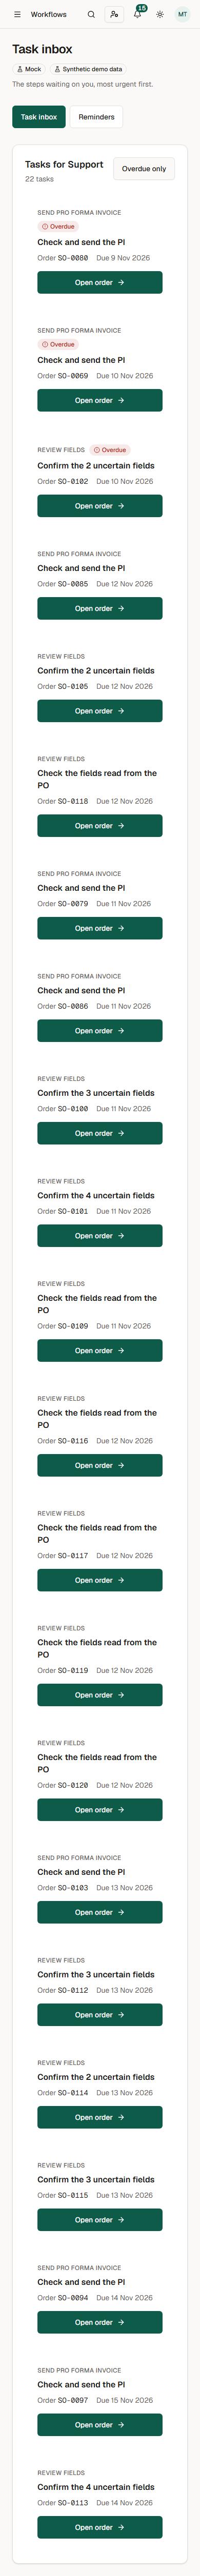 Workflows
15
MT
Task inbox
Mock
Synthetic demo data
The steps waiting on you, most urgent first.
Task inbox
Reminders
Tasks for Support
22 tasks
Overdue only
SEND PRO FORMA INVOICE
Overdue
Check and send the PI
Order SO-0080 Due 9 Nov 2026
Open order
SEND PRO FORMA INVOICE
Overdue
Check and send the PI
Order SO-0069 Due 10 Nov 2026
Open order
REVIEW FIELDS Overdue
Confirm the 2 uncertain fields
Order SO-0102 Due 10 Nov 2026
Open order
SEND PRO FORMA INVOICE
Check and send the PI
Order SO-0085 Due 12 Nov 2026
Open order
REVIEW FIELDS
Confirm the 2 uncertain fields
Order SO-0105 Due 12 Nov 2026
Open order
REVIEW FIELDS
Check the fields read from the
PO
Order SO-0118 Due 12 Nov 2026
Open order
SEND PRO FORMA INVOICE
Check and send the PI
Order SO-0079 Due 11 Nov 2026
Open order
SEND PRO FORMA INVOICE
Check and send the PI
Order SO-0086 Due 11 Nov 2026
Open order
REVIEW FIELDS
Confirm the 3 uncertain fields
Order SO-0100 Due 11 Nov 2026
Open order
REVIEW FIELDS
Confirm the 4 uncertain fields
Order SO-0101 Due 11 Nov 2026
Open order
REVIEW FIELDS
Check the fields read from the
PO
Order SO-0109 Due 12 Nov 2026
Open order
REVIEW FIELDS
Check the fields read from the
PO
Order SO-0116 Due 12 Nov 2026
Open order
REVIEW FIELDS
Check the fields read from the
PO
Order SO-0117 Due 12 Nov 2026
Open order
REVIEW FIELDS
Check the fields read from the
PO
Order SO-0119 Due 12 Nov 2026
Open order
REVIEW FIELDS
Check the fields read from the
PO
Order SO-0120 Due 12 Nov 2026
Open order
SEND PRO FORMA INVOICE
Check and send the PI
Order SO-0103 Due 13 Nov 2026
Open order
REVIEW FIELDS
Confirm the 3 uncertain fields
Order SO-0112 Due 13 Nov 2026
Open order
REVIEW FIELDS
Confirm the 2 uncertain fields
Order SO-0114 Due 13 Nov 2026
Open order
REVIEW FIELDS
Confirm the 3 uncertain fields
Order SO-0115 Due 13 Nov 2026
Open order
SEND PRO FORMA INVOICE
Check and send the PI
Order SO-0094 Due 14 Nov 2026
Open order
SEND PRO FORMA INVOICE
Check and send the PI
Order SO-0097 Due 15 Nov 2026
Open order
REVIEW FIELDS
Confirm the 4 uncertain fields
Order SO-0113 Due 14 Nov 2026
Open order